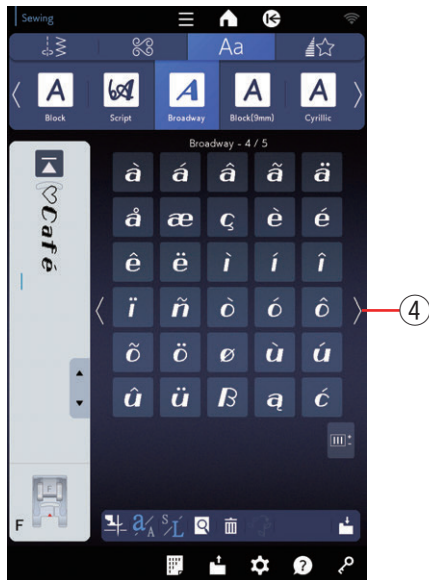 Sewing
Aa
A A A A A
Block Script Broadway Block(9mm) Cyrillic
Broadway - 4 / 5
♡Café
à á â ã ä
å æ ç è é
ê ë ì í î
ï ñ ò ó ô
④
õ ö ø ù ú
û ü ß ą ć
F
F
a/A S/L
?